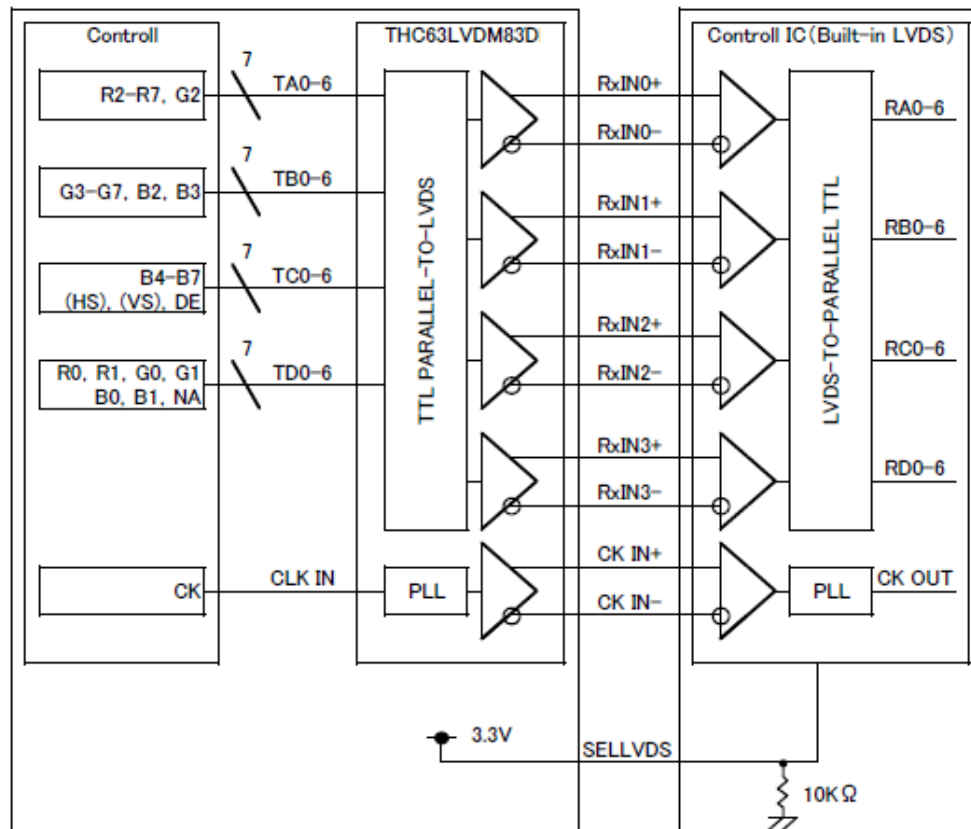 Controll
THC63LVDM83D
Controll IC(Built-in LVDS)
7
R2-R7, G2
TA0-6
RxIN0+
RxIN0-
RA0-6
7
G3-G7, B2, B3
TB0-6
RxIN1+
RxIN1-
RB0-6
7
B4-B7
(HS), (VS), DE
TC0-6
RxIN2+
RxIN2-
RC0-6
7
R0, R1, G0, G1
B0, B1, NA
TD0-6
RxIN3+
RxIN3-
RD0-6
TTL PARALLEL-TO-LVDS
LVDS-TO-PARALLEL TTL
CK
CLK IN
PLL
CK IN+
CK IN-
PLL
CK OUT
3.3V
SELLVDS
10KΩ